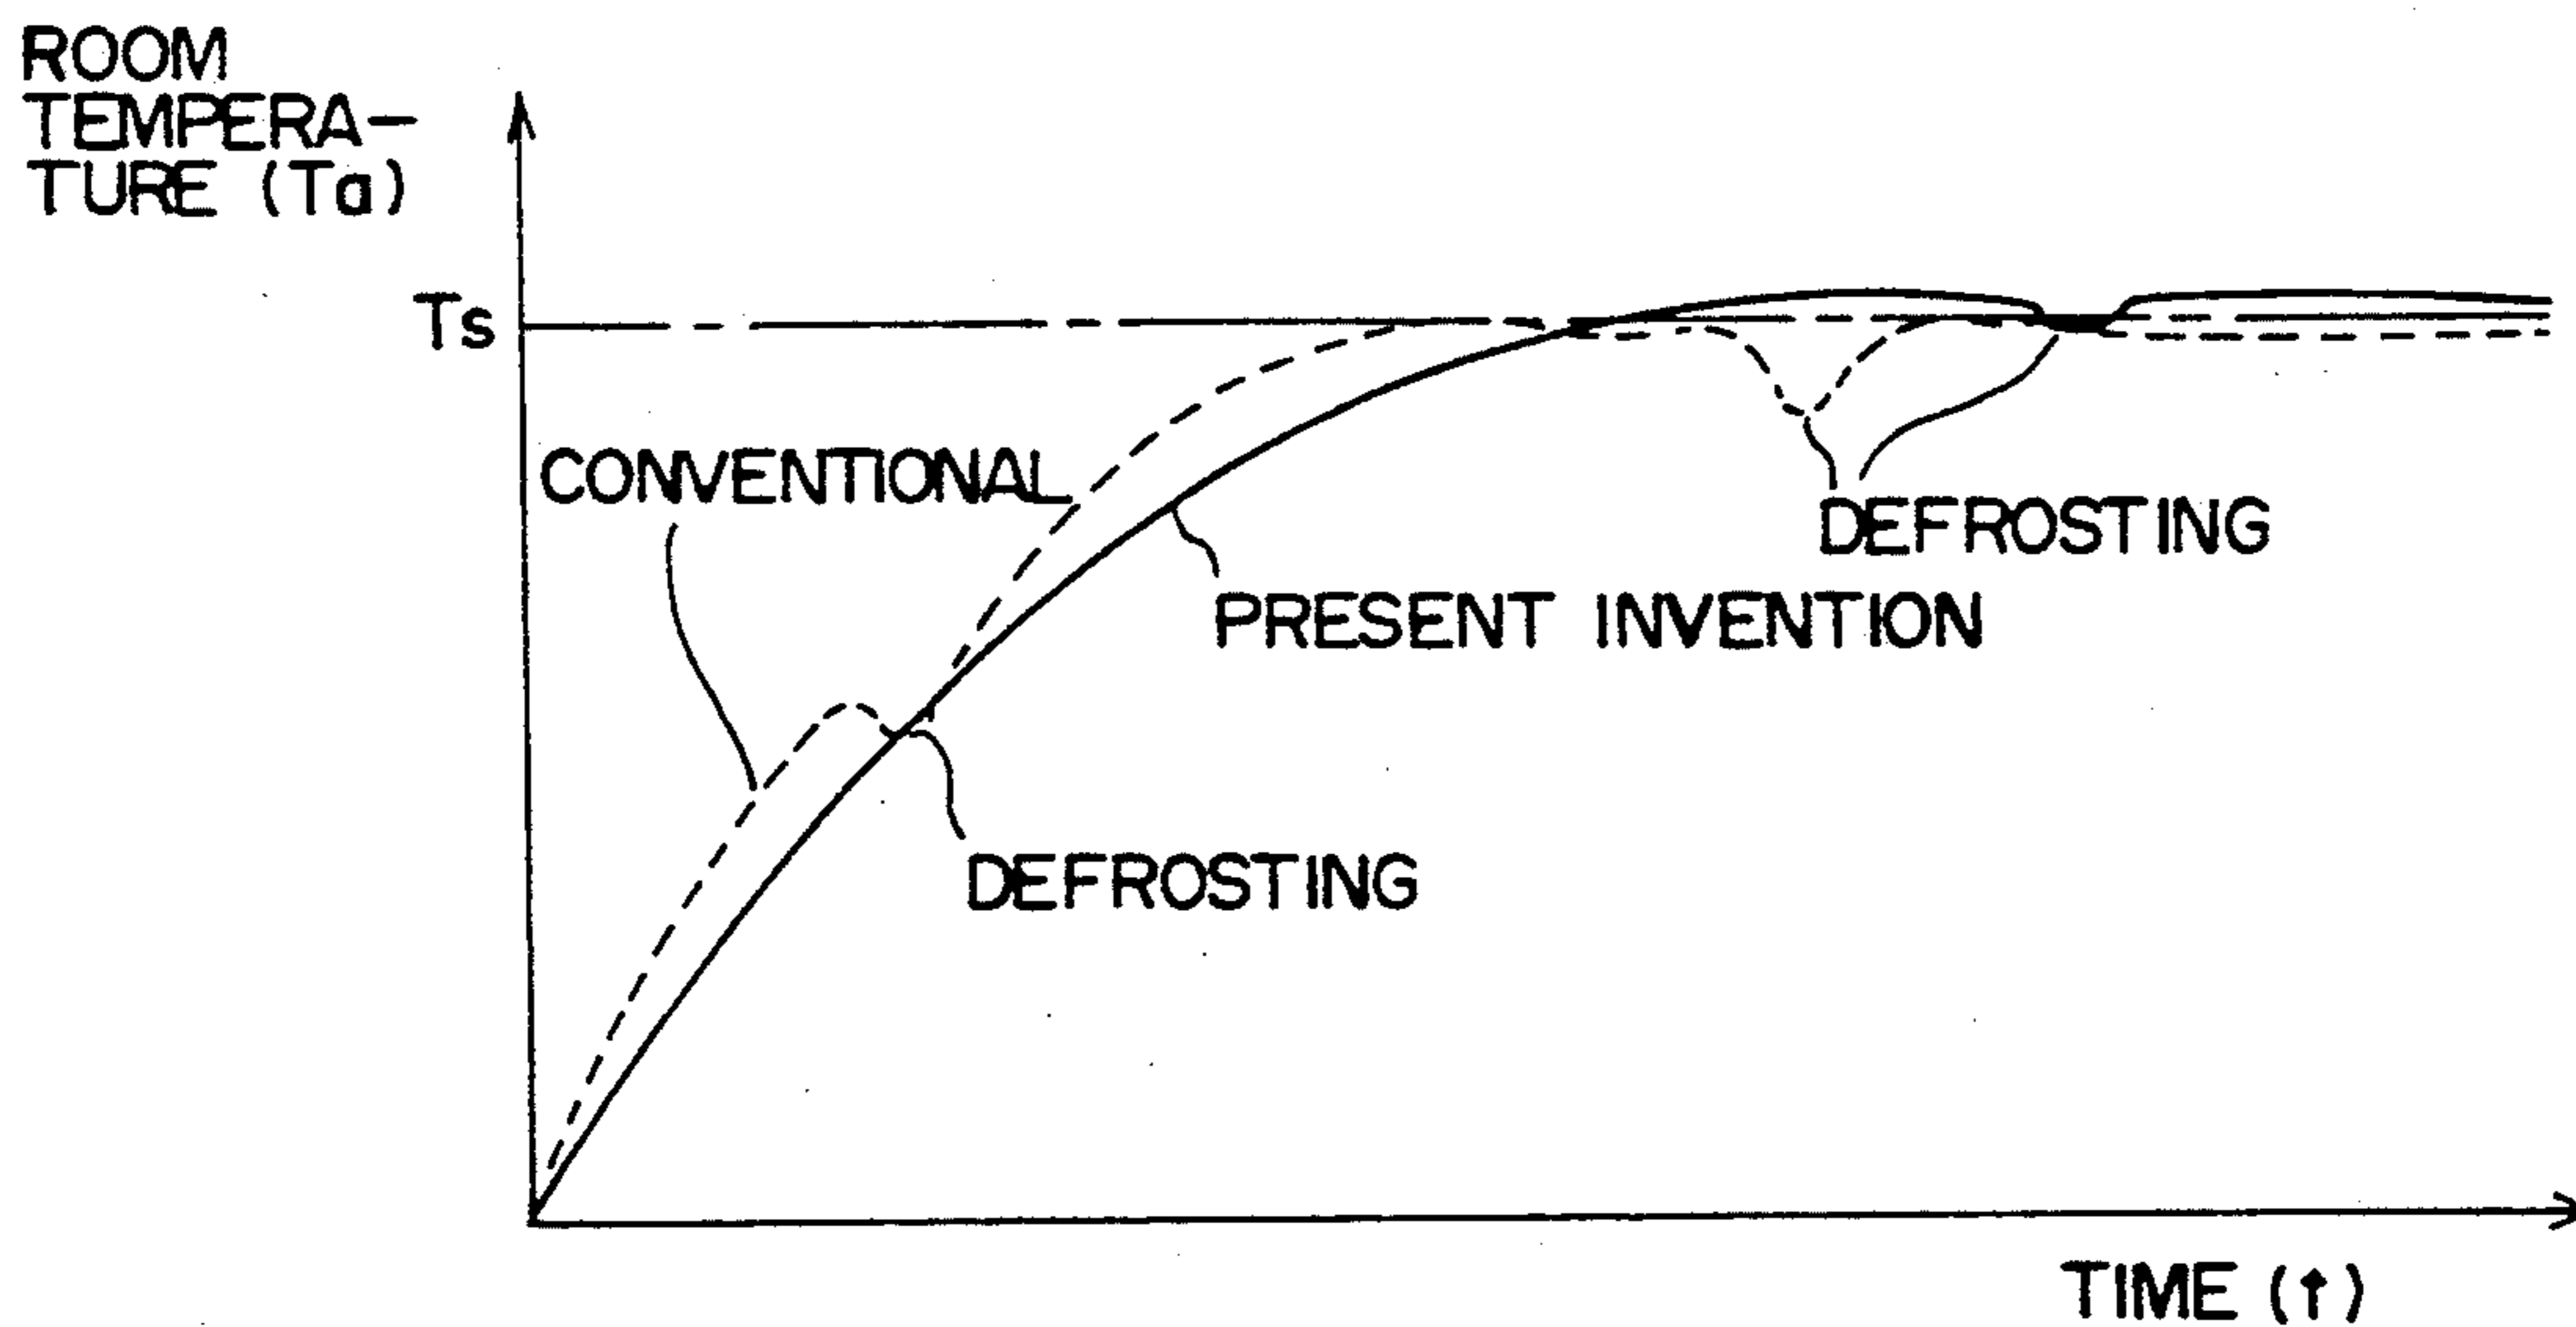 ROOM
TEMPERA-
TURE (Ta)
Ts
CONVENTIONAL
DEFROSTING
PRESENT INVENTION
DEFROSTING
TIME (t)